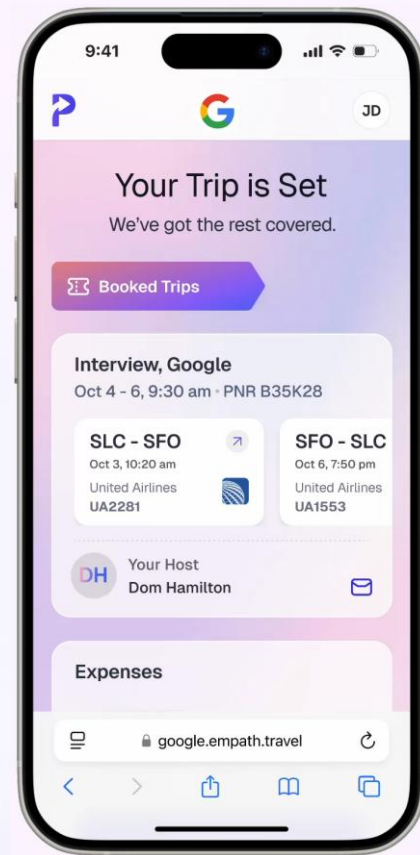 9:41
JD
Your Trip is Set
We've got the rest covered.
Booked Trips
Interview, Google
Oct 4 - 6, 9:30 am · PNR B35K28
SLC - SFO
Oct 3, 10:20 am
United Airlines
UA2281
SFO - SLC
Oct 6, 7:50 pm
United Airlines
UA1553
DH
Your Host
Dom Hamilton
Expenses
google.empath.travel